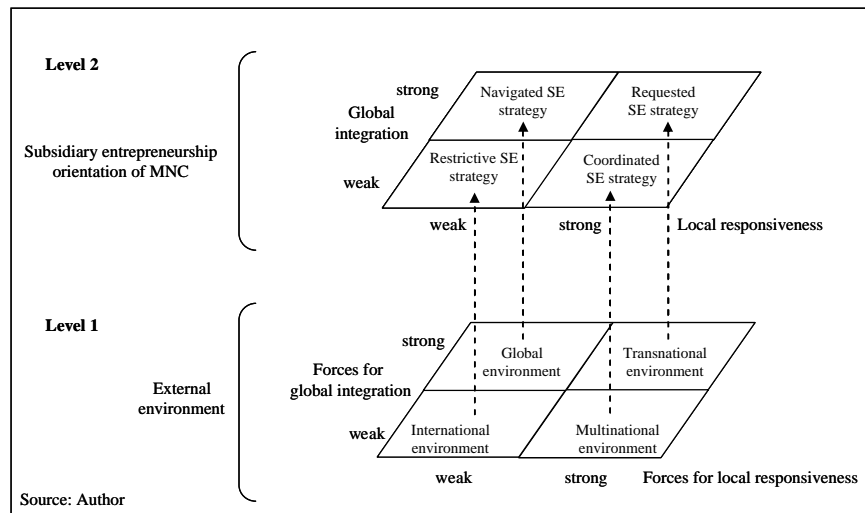 Level 2
strong
Navigated SE
strategy
Requested
SE strategy
Global
integration
Subsidiary entrepreneurship
orientation of MNC
Restrictive SE
strategy
Coordinated
SE strategy
weak
weak
strong
Local responsiveness
Level 1
strong
Global
environment
Transnational
environment
Forces for
global integration
External
environment
weak
International
environment
Multinational
environment
weak
strong
Forces for local responsiveness
Source: Author